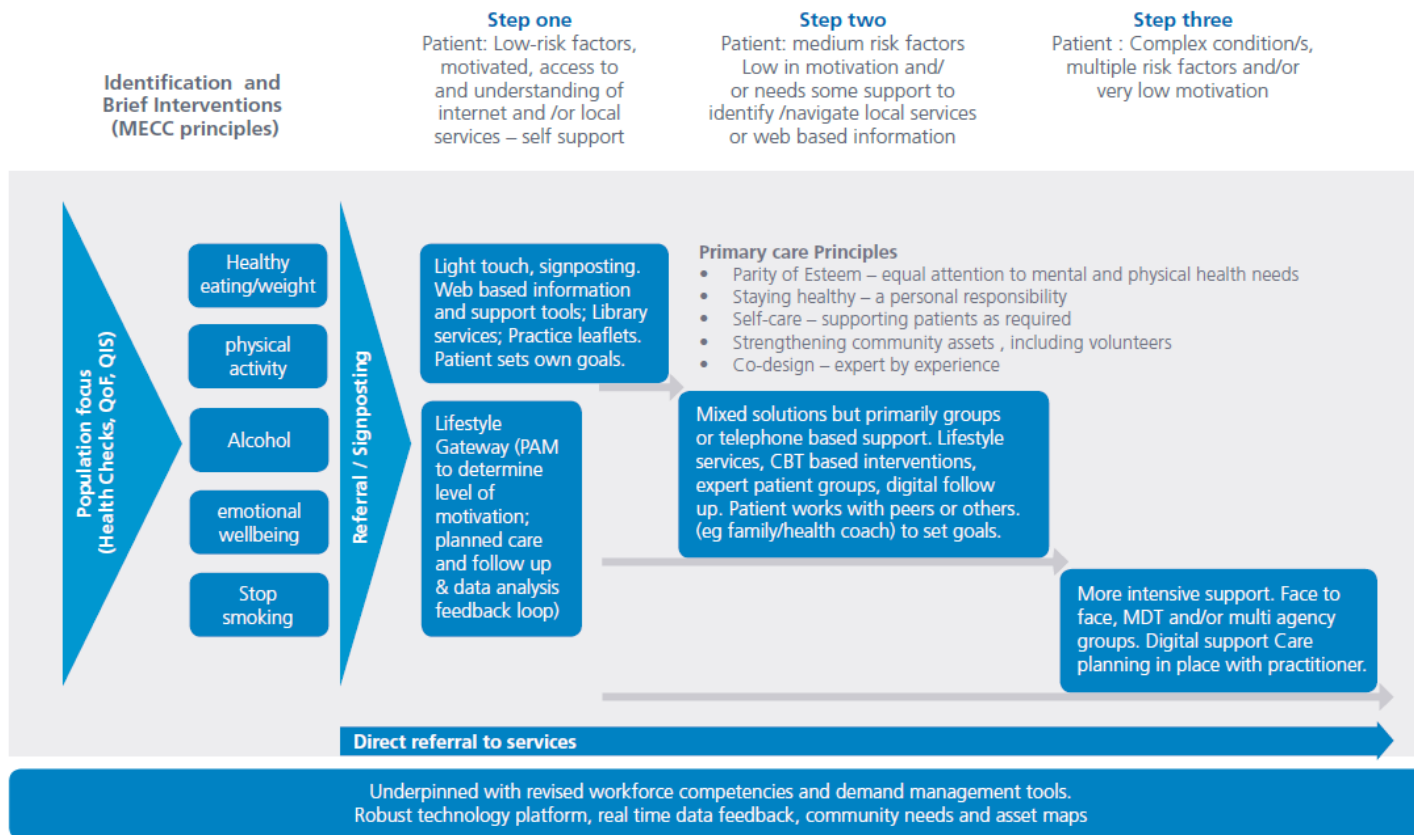 Step one
Patient: Low-risk factors,
motivated, access to
and understanding of
internet and /or local
services – self support
Step two
Patient: medium risk factors
Low in motivation and/
or needs some support to
identify /navigate local services
or web based information
Step three
Patient : Complex condition/s,
multiple risk factors and/or
very low motivation
Identification and
Brief Interventions
(MECC principles)
Population focus
(Health Checks, QoF, QIS)
Healthy
eating/weight
physical
activity
Alcohol
emotional
wellbeing
Stop
smoking
Referral / Signposting
Light touch, signposting.
Web based information
and support tools; Library
services; Practice leaflets.
Patient sets own goals.
Lifestyle
Gateway (PAM
to determine
level of
motivation;
planned care
and follow up
& data analysis
feedback loop)
Primary care Principles
• Parity of Esteem – equal attention to mental and physical health needs
• Staying healthy – a personal responsibility
• Self-care – supporting patients as required
• Strengthening community assets , including volunteers
• Co-design – expert by experience
Mixed solutions but primarily groups
or telephone based support. Lifestyle
services, CBT based interventions,
expert patient groups, digital follow
up. Patient works with peers or others.
(eg family/health coach) to set goals.
More intensive support. Face to
face, MDT and/or multi agency
groups. Digital support Care
planning in place with practitioner.
Direct referral to services
Underpinned with revised workforce competencies and demand management tools.
Robust technology platform, real time data feedback, community needs and asset maps